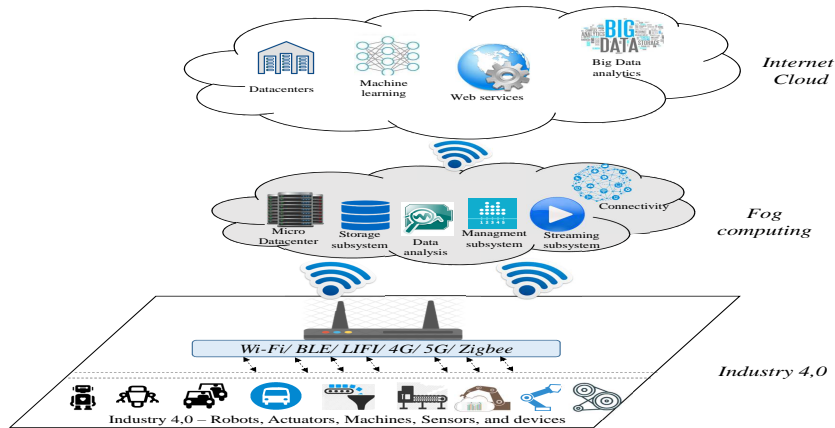 BIG
DATA
Internet
Cloud
Datacenters
Machine
learning
Web services
Big Data
analytics
Connectivity
Fog
computing
Micro
Datacenter
Storage
subsystem
Data
analysis
Managment
subsystem
Streaming
subsystem
Wi-Fi/ BLE/ LIFI/ 4G/ 5G/ Zigbee
Industry 4,0
Industry 4,0 – Robots, Actuators, Machines, Sensors, and devices